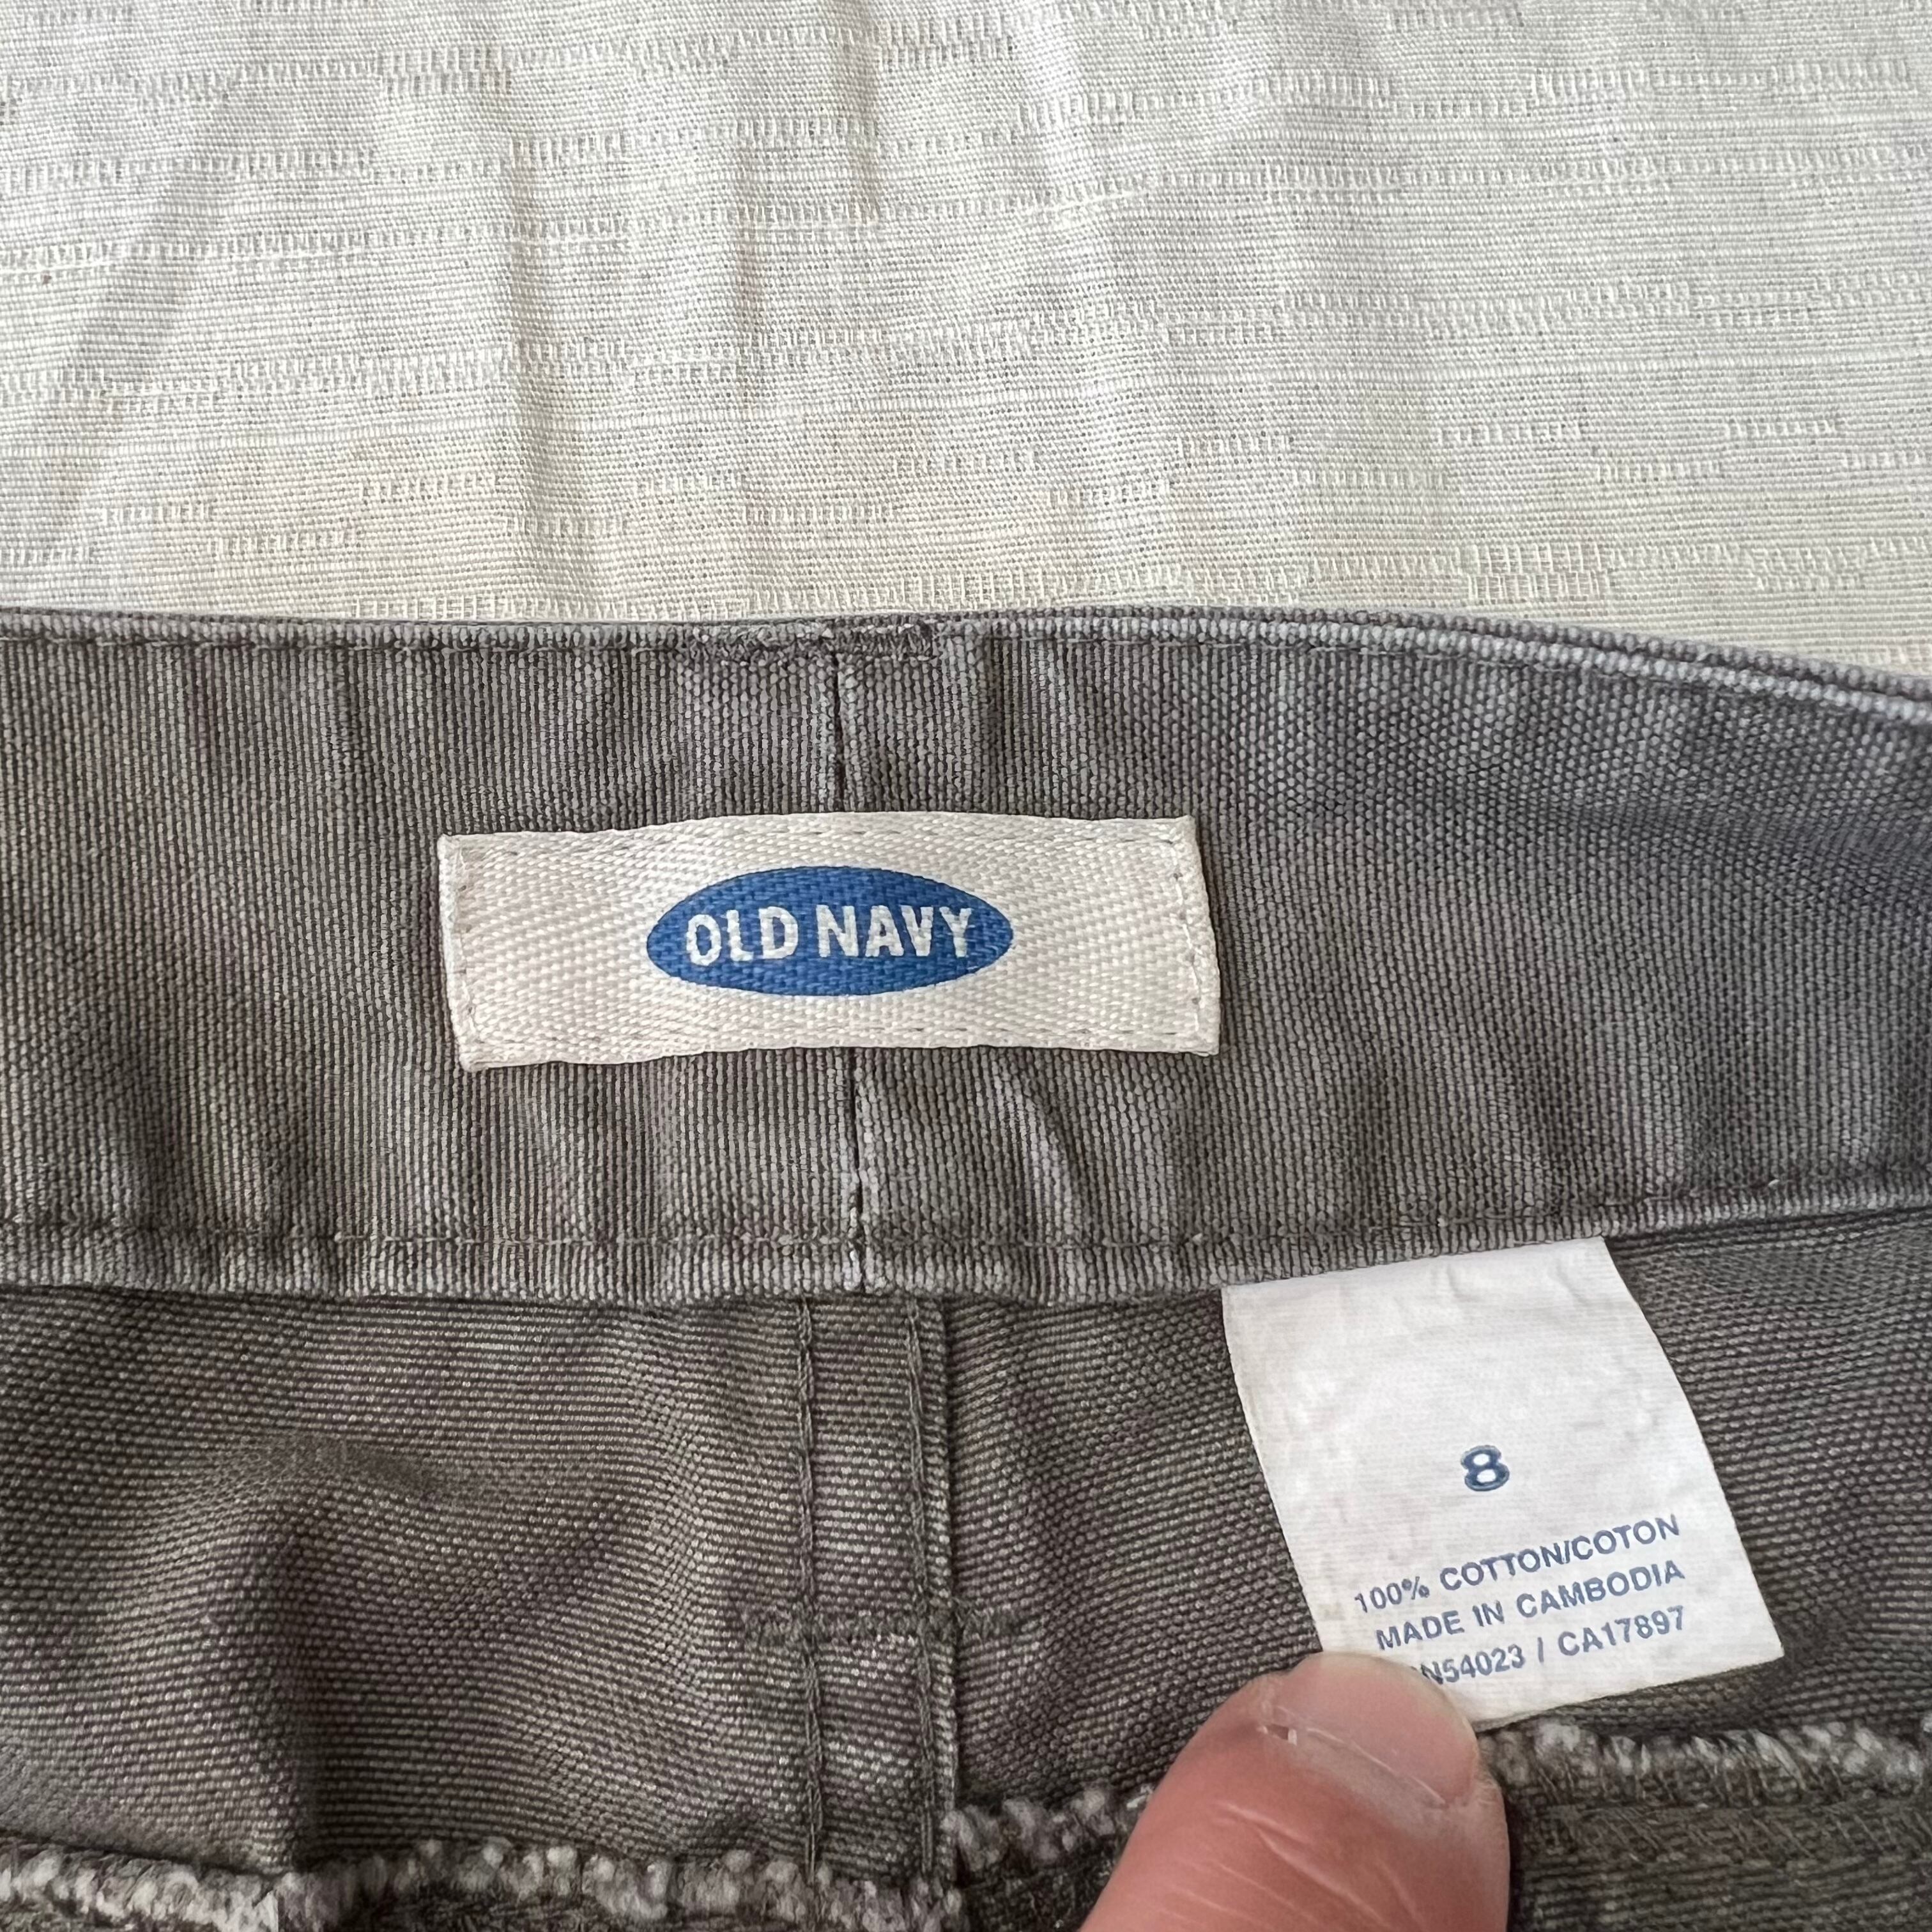 OLD NAVY
8
100% COTTON/COTON
MADE IN CAMBODIA
N54023 / CA17897